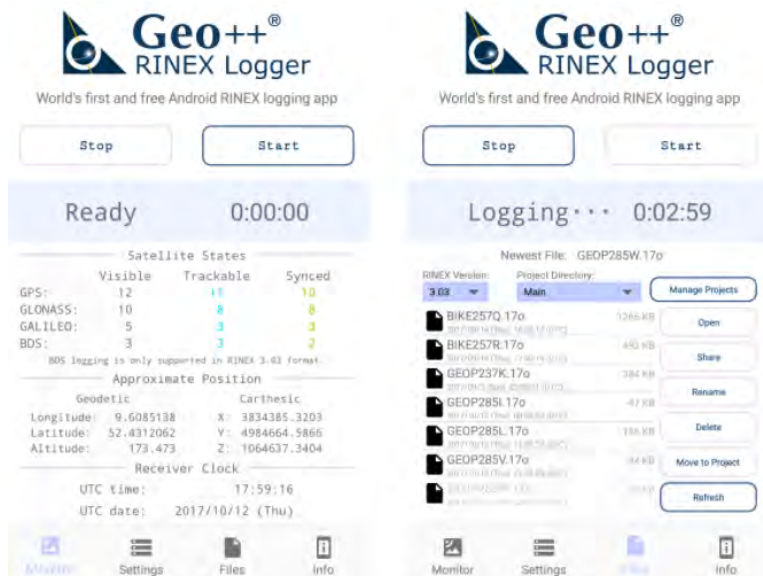 Geo++®
RINEX Logger
World's first and free Android RINEX logging app
Stop
Start
Ready 0:00:00
Satellite States
Visible Trackable Synced
GPS: 12 11 10
GLONASS: 10 8 8
GALILEO: 5 3 3
BDS: 3 3 2
BDS logging is only supported in RINEX 3.03 format.
Approximate Position
Geodetic Carthesic
Longitude: 9.6085138 X: 3834385.3203
Latitude: 52.4312062 Y: 4984664.5866
Altitude: 173.473 Z: 1064637.3404
Receiver Clock
UTC time: 17:59:16
UTC date: 2017/10/12 (Thu)
Monitor Settings Files Info
Geo++®
RINEX Logger
World's first and free Android RINEX logging app
Stop
Start
Logging··· 0:02:59
Newest File: GEOP285W.17o
RINEX Version: Project Directory:
3.03 Main
Manage Projects
BIKE257Q.17o
BIKE257R.17o
GEOP237K.17o
GEOP285I.17o
GEOP285L.17o
GEOP285V.17o
Open
Share
Rename
Delete
Move to Project
Refresh
Monitor Settings Files Info